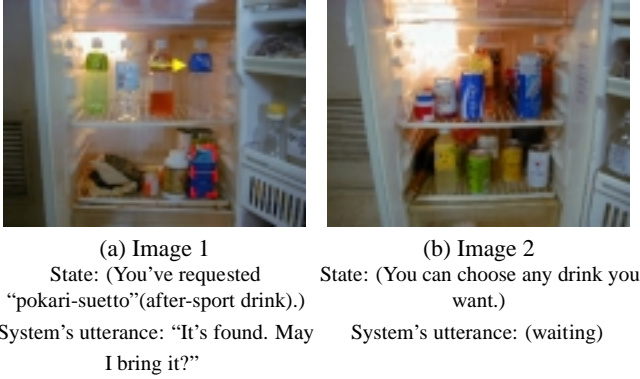 (a) Image 1
State: (You've requested
“pokari-suetto”(after-sport drink).)
System's utterance: “It's found. May
I bring it?”
(b) Image 2
State: (You can choose any drink you
want.)
System's utterance: (waiting)